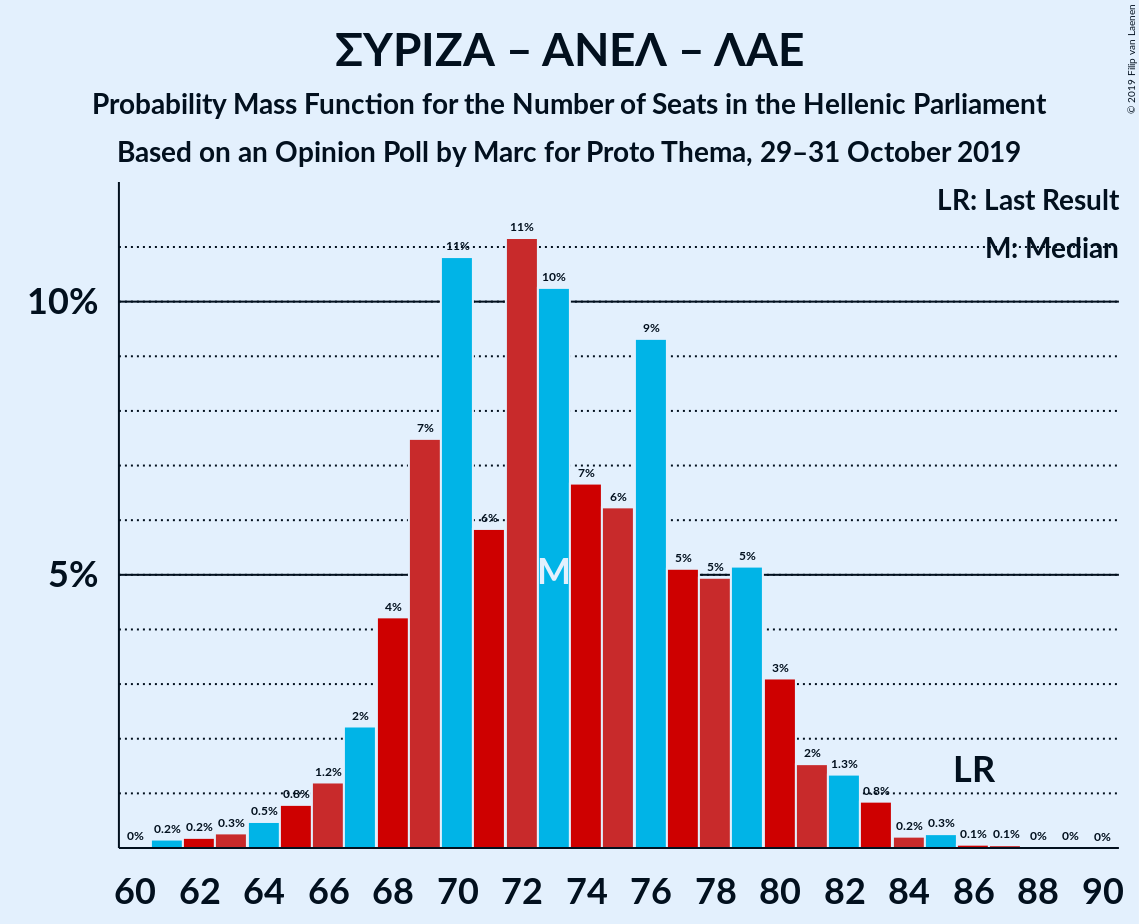 ΣΥΡΙΖΑ – ΑΝΕΛ – ΛΑΕ
Probability Mass Function for the Number of Seats in the Hellenic Parliament
Based on an Opinion Poll by Marc for Proto Thema, 29–31 October 2019
© 2019 Filip van Laenen
LR: Last Result
M: Median
10%
5%
0% 0.2% 0.2% 0.3% 0.5% 0.8% 1.2% 2% 4% 7% 11% 6% 11% 10% 7% 6% 9% 5% 5% 5% 3% 2% 1.3% 0.8% 0.2% 0.3% 0.1% 0.1% 0% 0% 0%
M
LR
60 62 64 66 68 70 72 74 76 78 80 82 84 86 88 90